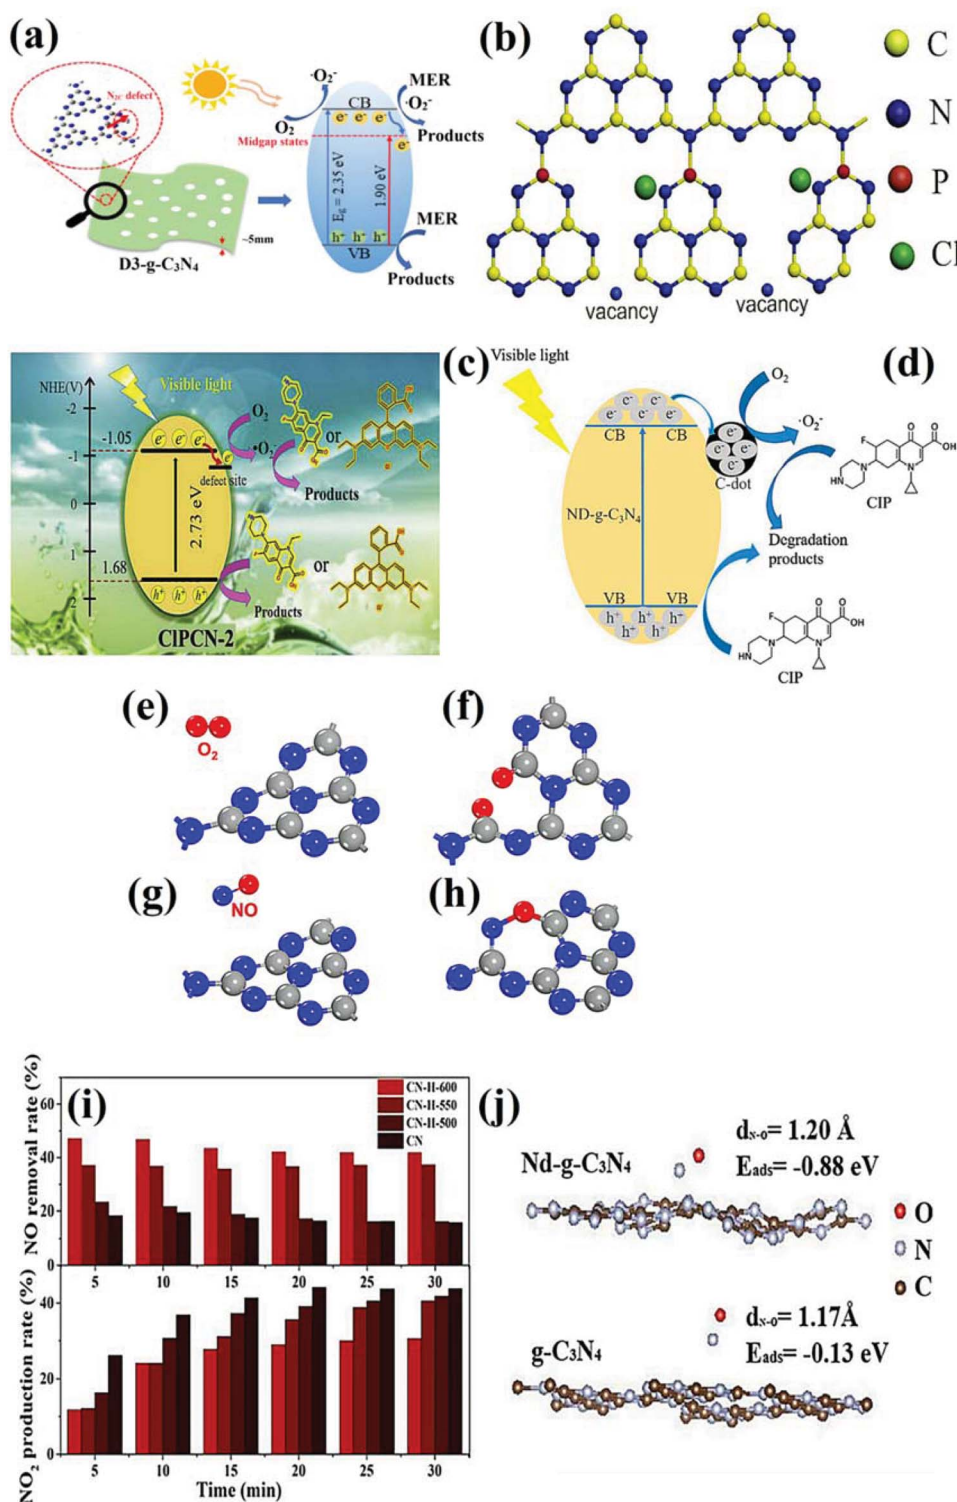 (a)
N2C defect
D3-g-C3N4
~5mm
·O2-
O2
CB
e- e- e-
Midgap states
e-
Eg = 2.35 eV
1.90 eV
h+ h+ h+
VB
MER
·O2-
Products
MER
Products
(b)
C
N
P
Cl
vacancy
vacancy
NHE(V)
-2
-1
0
1
2
-1.05
1.68
Visible light
e- e- e-
e-
defect site
2.73 eV
h+ h+ h+
ClPCN-2
O2
·O2-
or
Products
or
Products
(c)
Visible light
e- e- e- e- e-
CB CB
ND-g-C3N4
VB VB
h+ h+ h+ h+ h+
e- e- e- e-
C-dot
O2
·O2-
(d)
F
O
O
OH
N
N
HN
CIP
Degradation
products
F
O
O
OH
N
N
HN
CIP
(e)
O2
(f)
(g)
NO
(h)
(i)
NO removal rate (%)
60
40
20
0
CN-H-600
CN-H-550
CN-H-500
CN
5 10 15 20 25 30
NO2 production rate (%)
40
30
20
10
0
5 10 15 20 25 30
Time (min)
(j)
Nd-g-C3N4
dN-O= 1.20 Å
Eads= -0.88 eV
O
N
C
g-C3N4
dN-O= 1.17Å
Eads= -0.13 eV